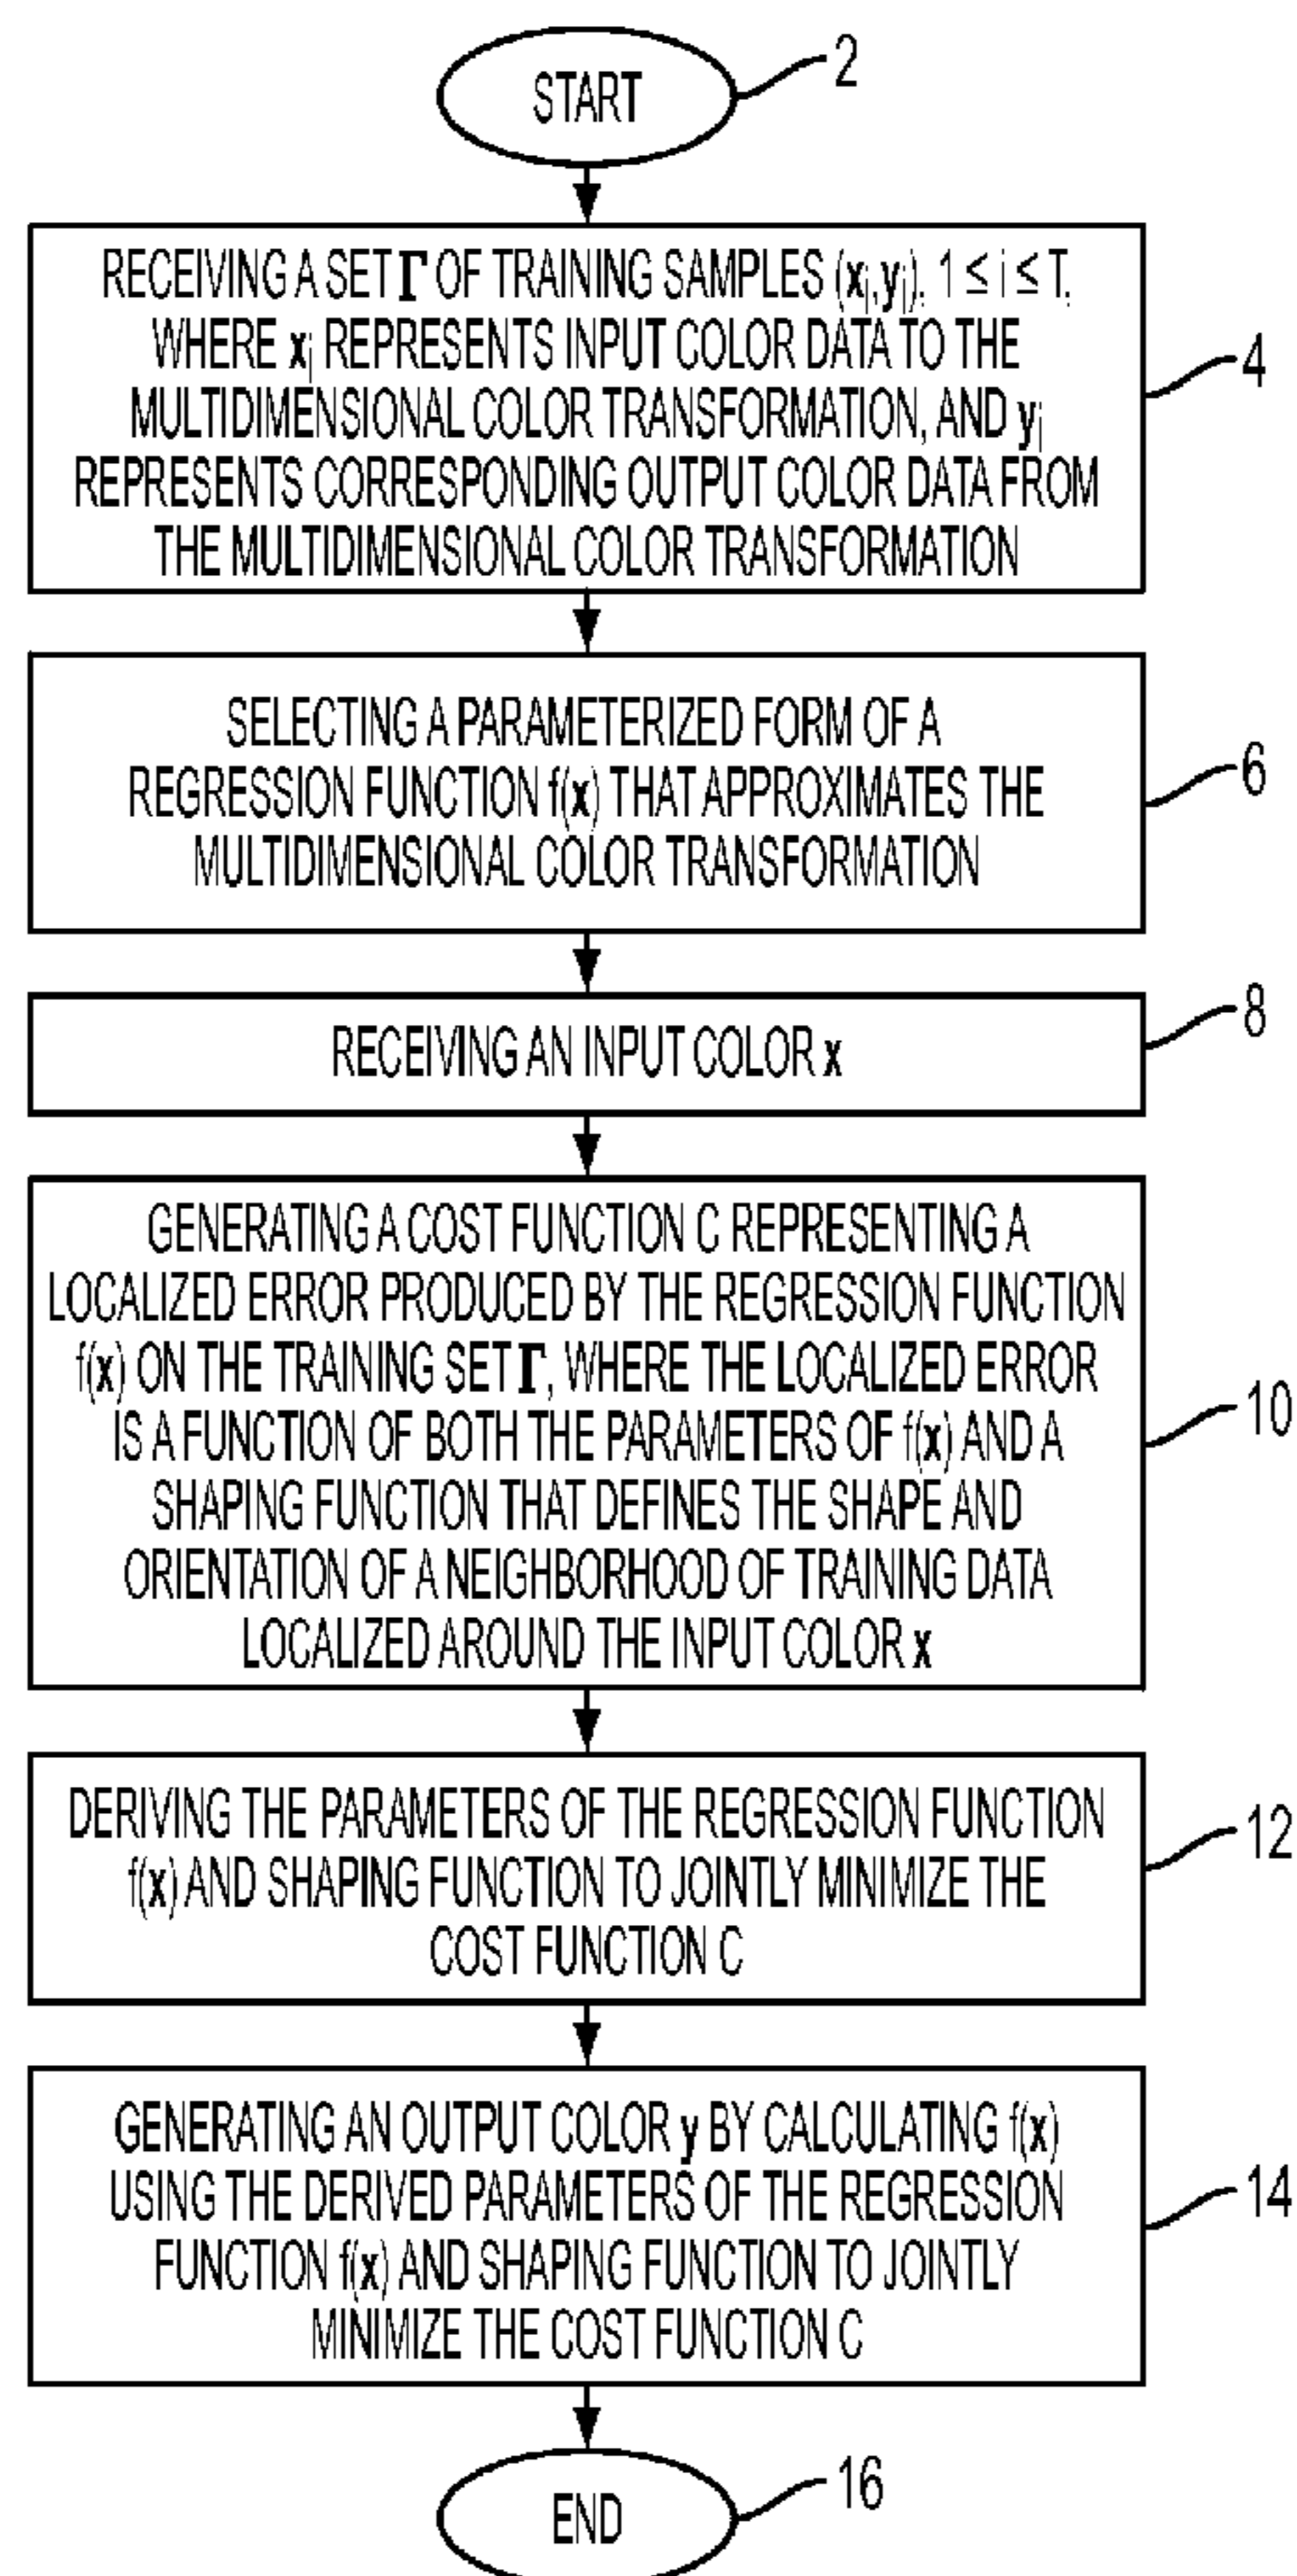 START
2
RECEIVING A SET Γ OF TRAINING SAMPLES (xi,yi), 1 ≤ i ≤ T,
WHERE xi REPRESENTS INPUT COLOR DATA TO THE
MULTIDIMENSIONAL COLOR TRANSFORMATION, AND yi
REPRESENTS CORRESPONDING OUTPUT COLOR DATA FROM
THE MULTIDIMENSIONAL COLOR TRANSFORMATION
4
SELECTING A PARAMETERIZED FORM OF A
REGRESSION FUNCTION f(x) THAT APPROXIMATES THE
MULTIDIMENSIONAL COLOR TRANSFORMATION
6
RECEIVING AN INPUT COLOR x
8
GENERATING A COST FUNCTION C REPRESENTING A
LOCALIZED ERROR PRODUCED BY THE REGRESSION FUNCTION
f(x) ON THE TRAINING SET Γ, WHERE THE LOCALIZED ERROR
IS A FUNCTION OF BOTH THE PARAMETERS OF f(x) AND A
SHAPING FUNCTION THAT DEFINES THE SHAPE AND
ORIENTATION OF A NEIGHBORHOOD OF TRAINING DATA
LOCALIZED AROUND THE INPUT COLOR x
10
DERIVING THE PARAMETERS OF THE REGRESSION FUNCTION
f(x) AND SHAPING FUNCTION TO JOINTLY MINIMIZE THE
COST FUNCTION C
12
GENERATING AN OUTPUT COLOR y BY CALCULATING f(x)
USING THE DERIVED PARAMETERS OF THE REGRESSION
FUNCTION f(x) AND SHAPING FUNCTION TO JOINTLY
MINIMIZE THE COST FUNCTION C
14
END
16